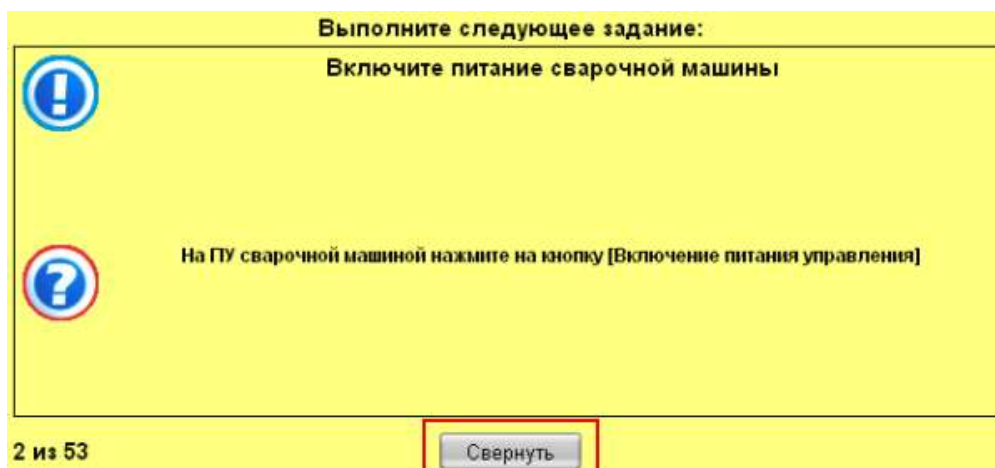 Выполните следующее задание:
Включите питание сварочной машины
На ПУ сварочной машиной нажмите на кнопку [Включение питания управления]
2 из 53
Свернуть